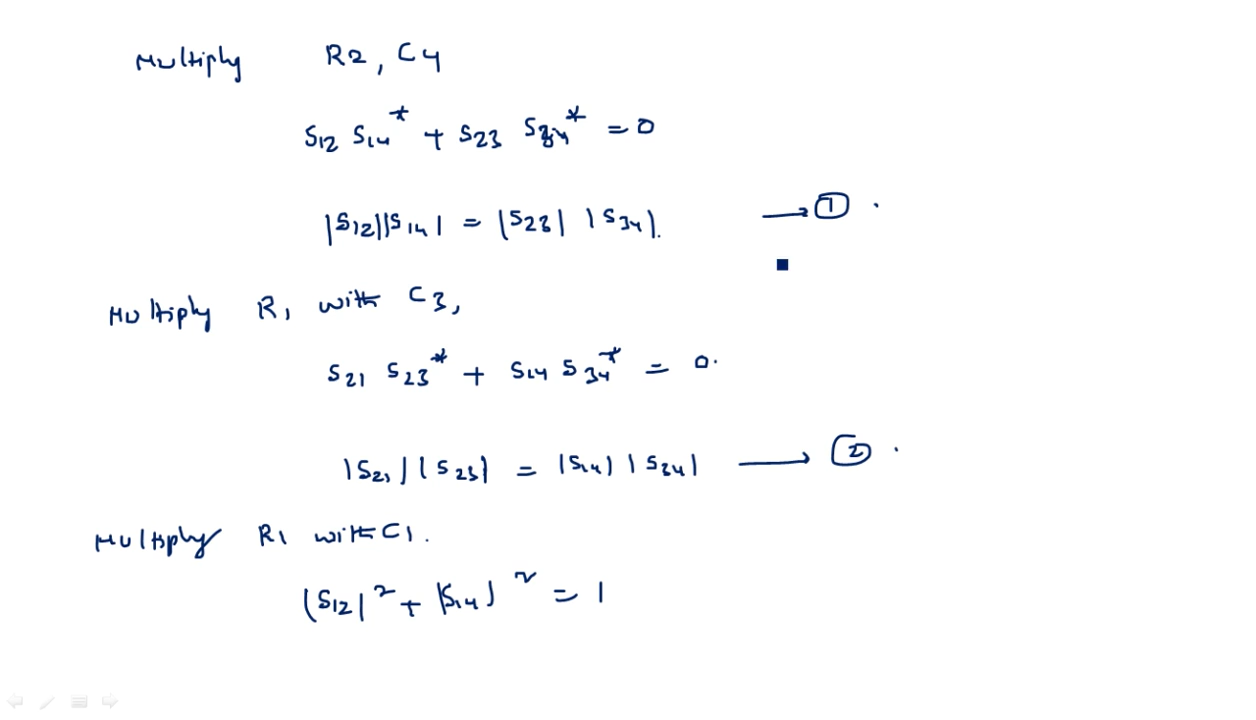 Multiply R2, C4
S12 S14* + S23 S34* = 0
|S12||S14| = |S23| |S34|. → ① .
Multiply R1 with C3,
S21 S23* + S14 S34* = 0.
|S21| |S23| = |S14| |S34| → ② .
Multiply R1 with C1.
|S12|² + |S14|² = 1